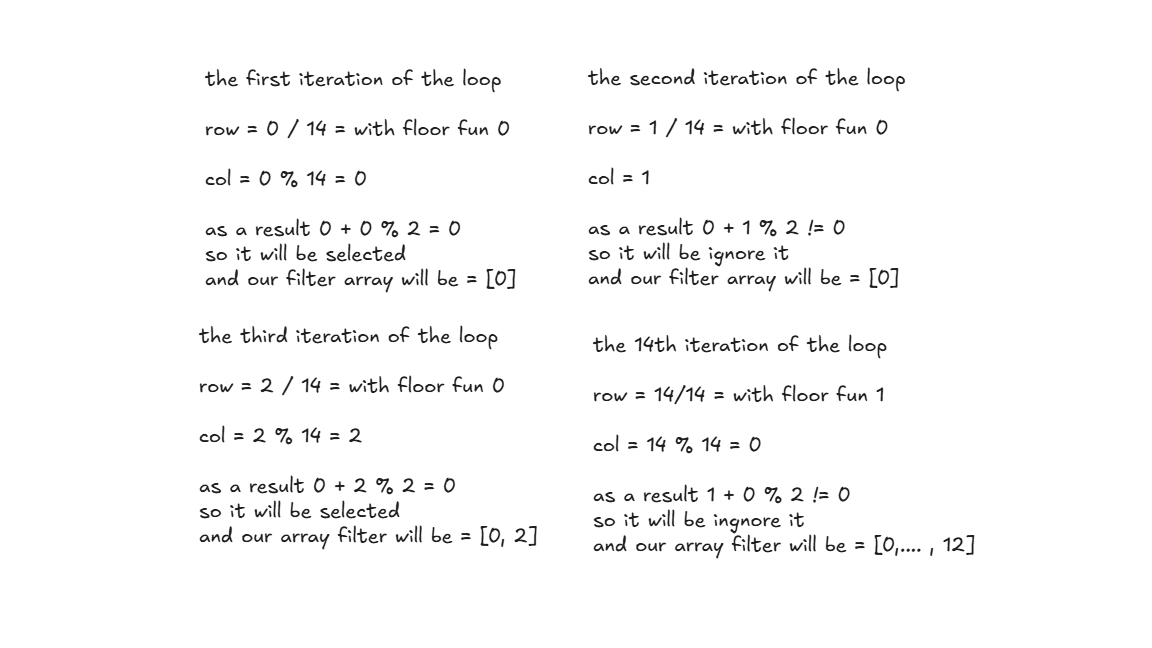 the first iteration of the loop
row = 0 / 14 = with floor fun 0
col = 0 % 14 = 0
as a result 0 + 0 % 2 = 0
so it will be selected
and our filter array will be = [0]
the second iteration of the loop
row = 1 / 14 = with floor fun 0
col = 1
as a result 0 + 1 % 2 != 0
so it will be ignore it
and our filter array will be = [0]
the third iteration of the loop
row = 2 / 14 = with floor fun 0
col = 2 % 14 = 2
as a result 0 + 2 % 2 = 0
so it will be selected
and our array filter will be = [0, 2]
the 14th iteration of the loop
row = 14/14 = with floor fun 1
col = 14 % 14 = 0
as a result 1 + 0 % 2 != 0
so it will be ingnore it
and our array filter will be = [0,.... , 12]